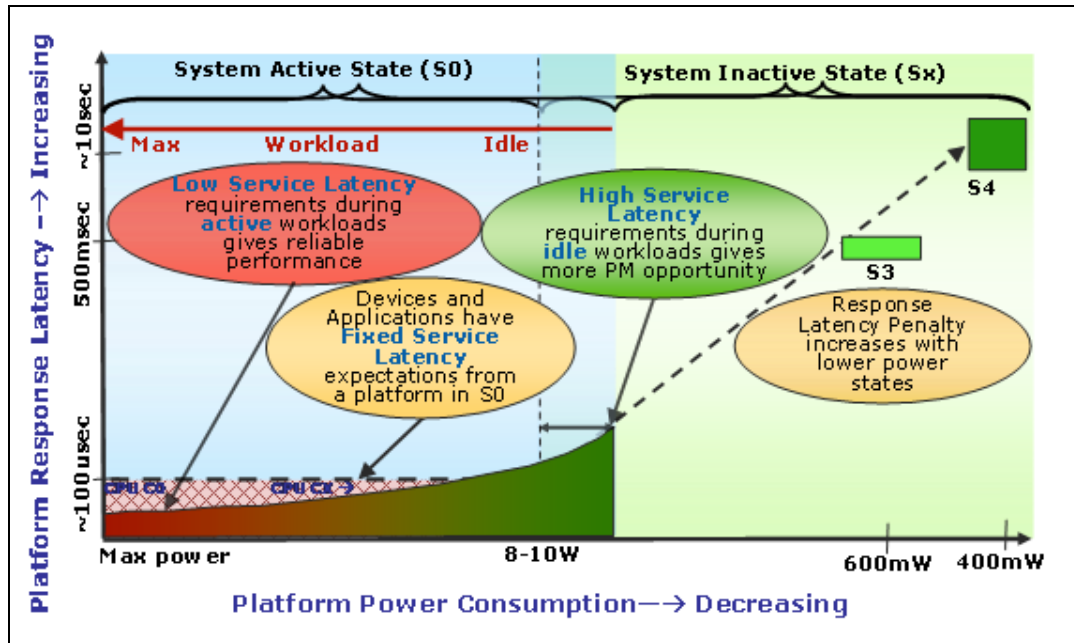 System Active State (S0)
System Inactive State (Sx)
Max Workload Idle
Low Service Latency
requirements during
active workloads
gives reliable
performance
High Service
Latency
requirements during
idle workloads gives
more PM opportunity
Devices and
Applications have
Fixed Service
Latency
expectations from
a platform in S0
Response
Latency Penalty
increases with
lower power
states
S4
S3
Platform Response Latency —→ Increasing
~10sec
500msec
~100usec
CPU C0
CPU CX →
Max power
8-10W
600mW
400mW
Platform Power Consumption—→ Decreasing